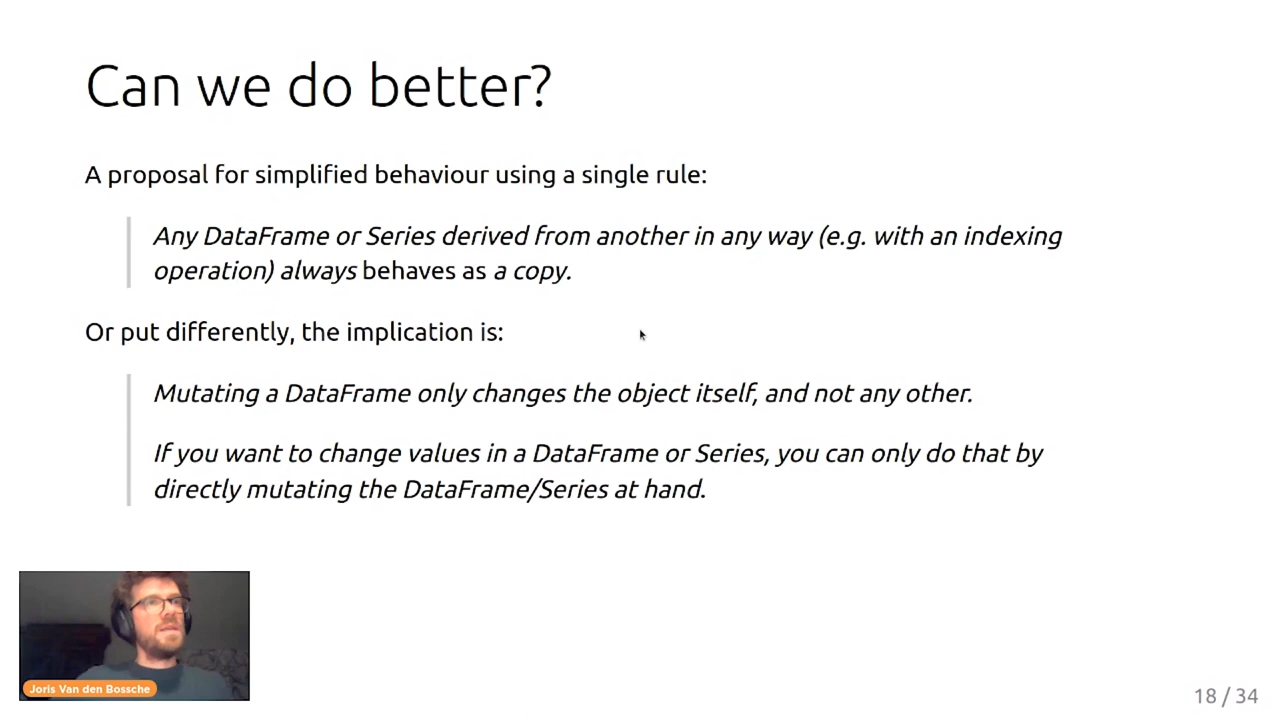 Can we do better?
A proposal for simplified behaviour using a single rule:
Any DataFrame or Series derived from another in any way (e.g. with an indexing
operation) always behaves as a copy.
Or put differently, the implication is:
Mutating a DataFrame only changes the object itself, and not any other.
If you want to change values in a DataFrame or Series, you can only do that by
directly mutating the DataFrame/Series at hand.
Joris Van den Bossche
18 / 34